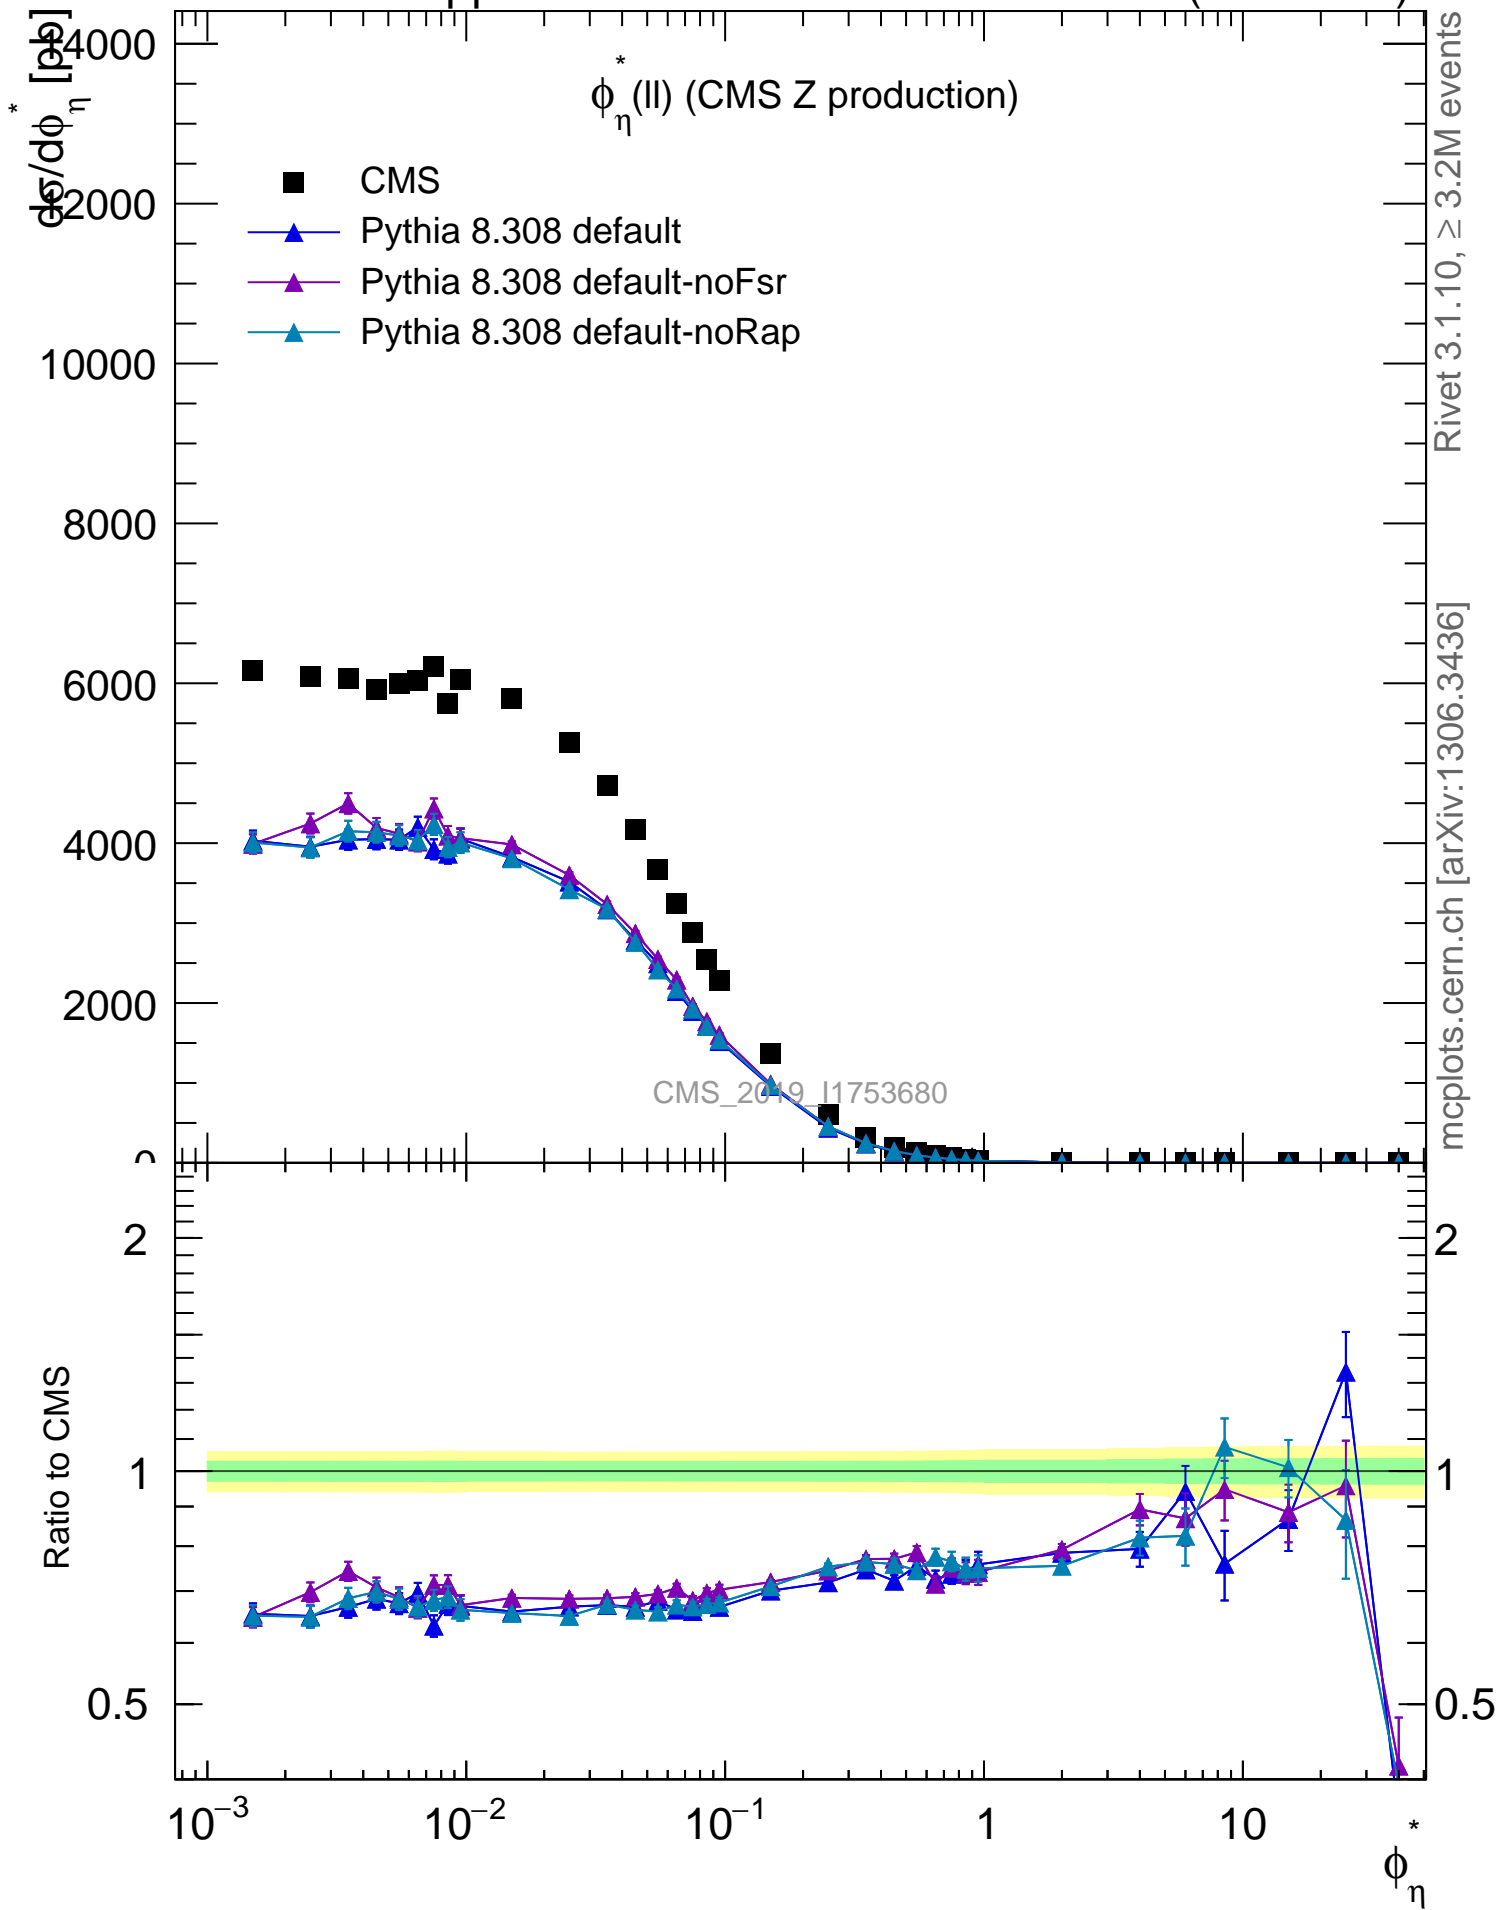 pp
dσ/dφ*η [pb]
φ*η(ll) (CMS Z production)
CMS
Pythia 8.308 default
Pythia 8.308 default-noFsr
Pythia 8.308 default-noRap
14000
12000
10000
8000
6000
4000
2000
0
CMS_2019_I1753680
Rivet 3.1.10, ≥ 3.2M events
mcplots.cern.ch [arXiv:1306.3436]
Ratio to CMS
2
1
0.5
2
1
0.5
10−3
10−2
10−1
1
10
φ*η